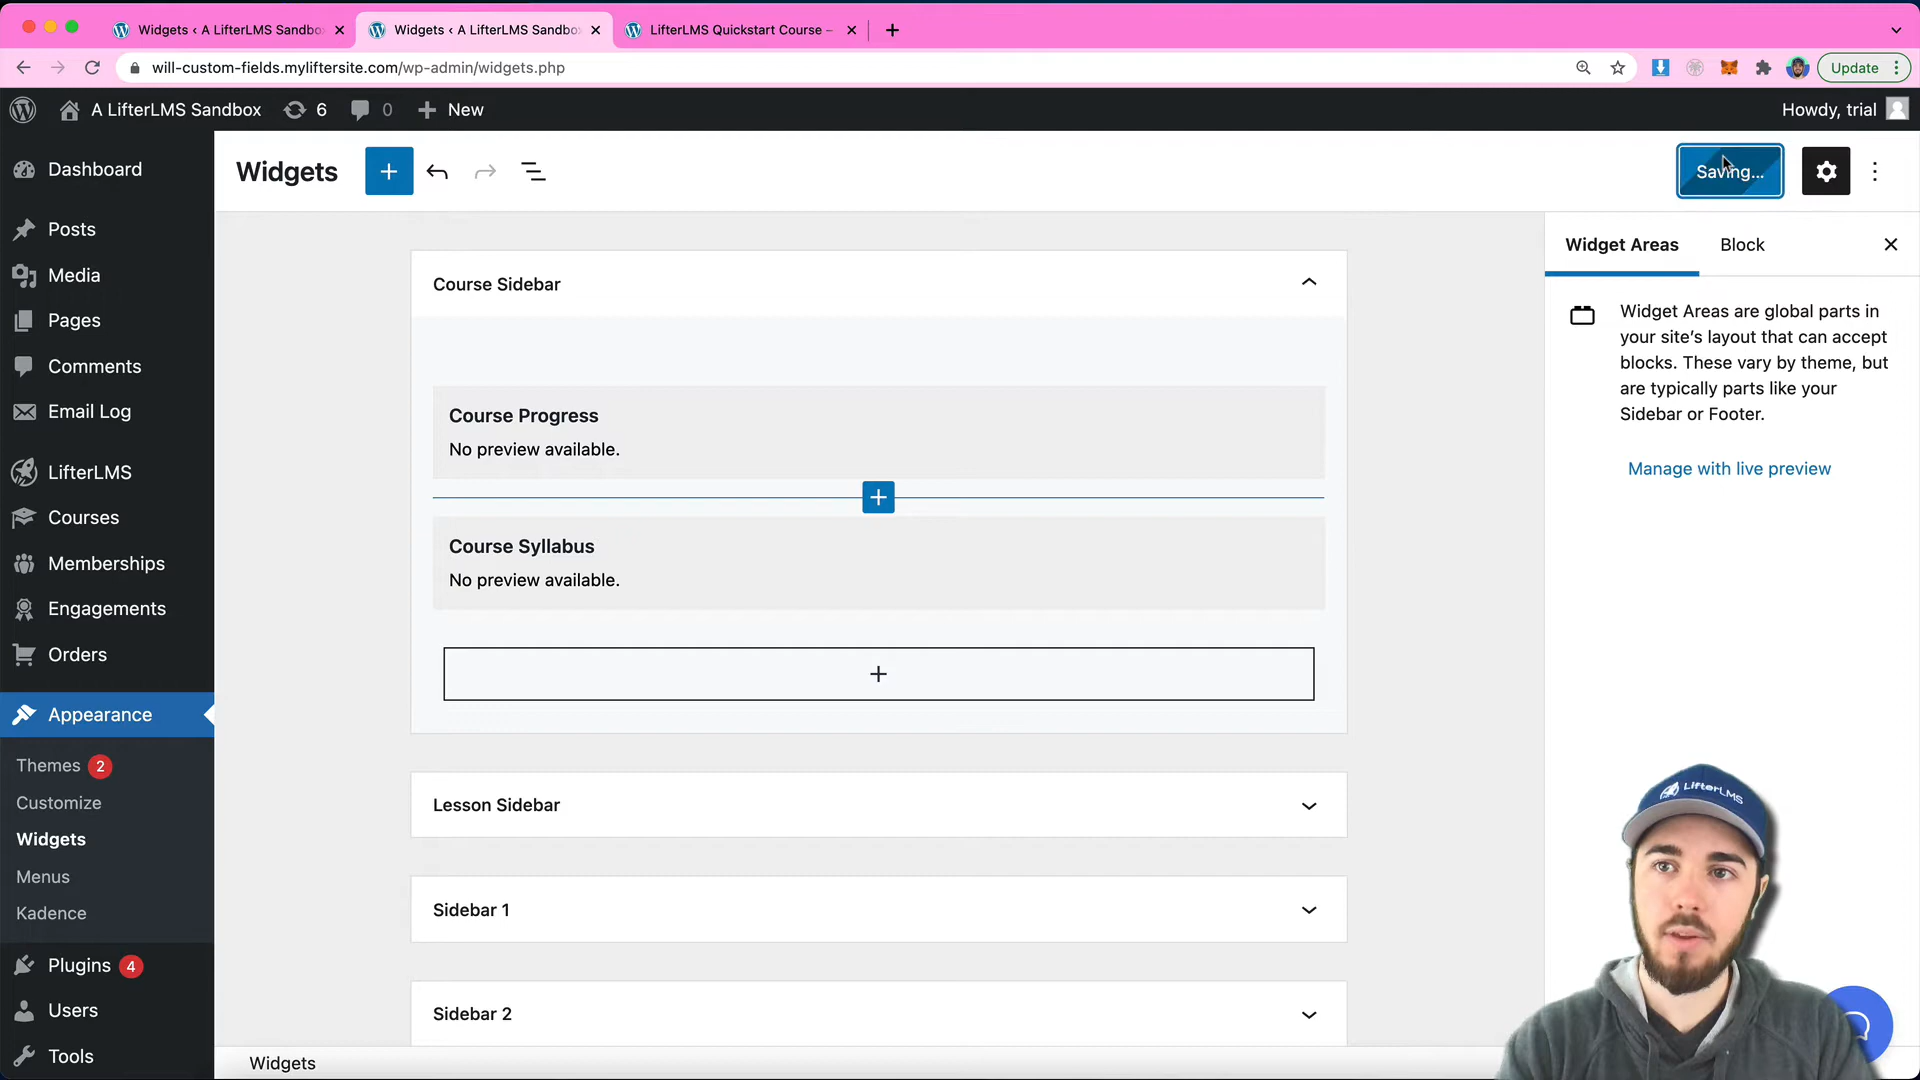 Widgets ‹ A LifterLMS Sandbo
Widgets ‹ A LifterLMS Sandbo
LifterLMS Quickstart Course –
will-custom-fields.myliftersite.com/wp-admin/widgets.php
Update
A LifterLMS Sandbox
6
0
New
Howdy, trial
Dashboard
Posts
Media
Pages
Comments
Email Log
LifterLMS
Courses
Memberships
Engagements
Orders
Appearance
Themes 2
Customize
Widgets
Menus
Kadence
Plugins 4
Users
Tools
Widgets
Saving...
Course Sidebar
Course Progress
No preview available.
Course Syllabus
No preview available.
Lesson Sidebar
Sidebar 1
Sidebar 2
Widgets
Widget Areas
Block
Widget Areas are global parts in
your site’s layout that can accept
blocks. These vary by theme, but
are typically parts like your
Sidebar or Footer.
Manage with live preview
LifterLMS